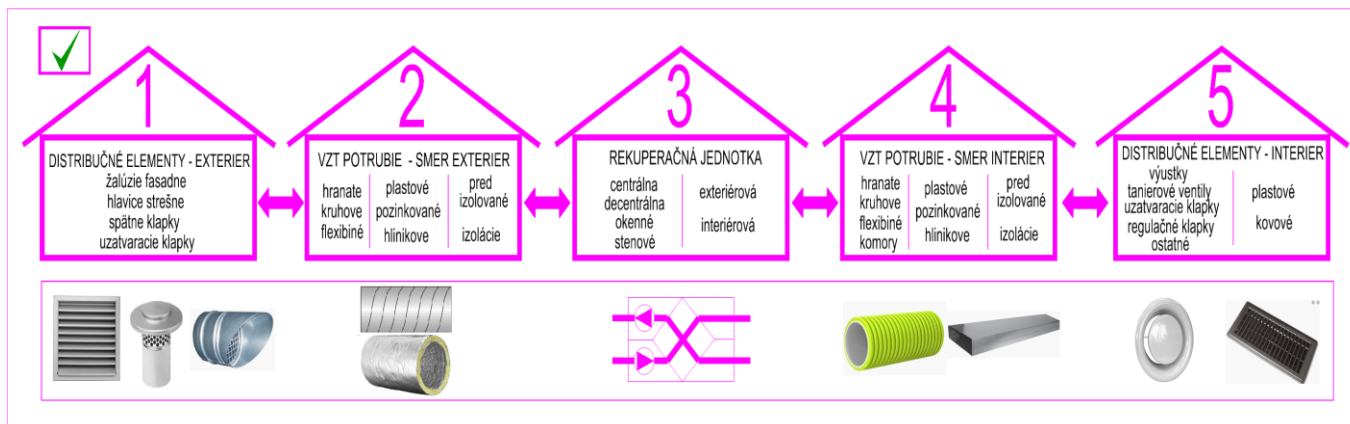 1
DISTRIBUČNÉ ELEMENTY - EXTERIER
žalúzie fasadne
hlavice strešne
spätne klapky
uzatvaracie klapky
2
VZT POTRUBIE - SMER EXTERIER
hranate
kruhove
flexibiné
plastové
pozinkované
hlinikove
pred
izolované
izolácie
3
REKUPERAČNÁ JEDNOTKA
centrálna
decentrálna
okenné
stenové
exteriérová
interiérová
4
VZT POTRUBIE - SMER INTERIER
hranate
kruhove
flexibiné
komory
plastové
pozinkované
hlinikove
pred
izolované
izolácie
5
DISTRIBUČNÉ ELEMENTY - INTERIER
výustky
tanierové ventily
uzatvaracie klapky
regulačné klapky
ostatné
plastové
kovové